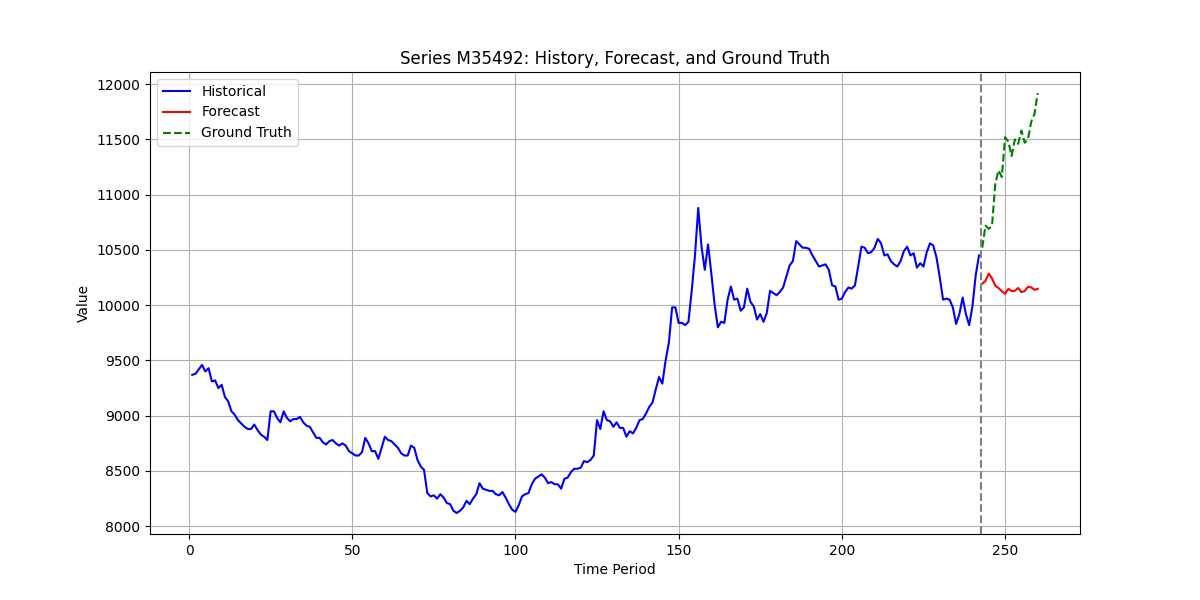 Series M35492: History, Forecast, and Ground Truth
Historical
Forecast
Ground Truth
12000
11500
11000
10500
10000
9500
9000
8500
8000
Value
0 50 100 150 200 250
Time Period